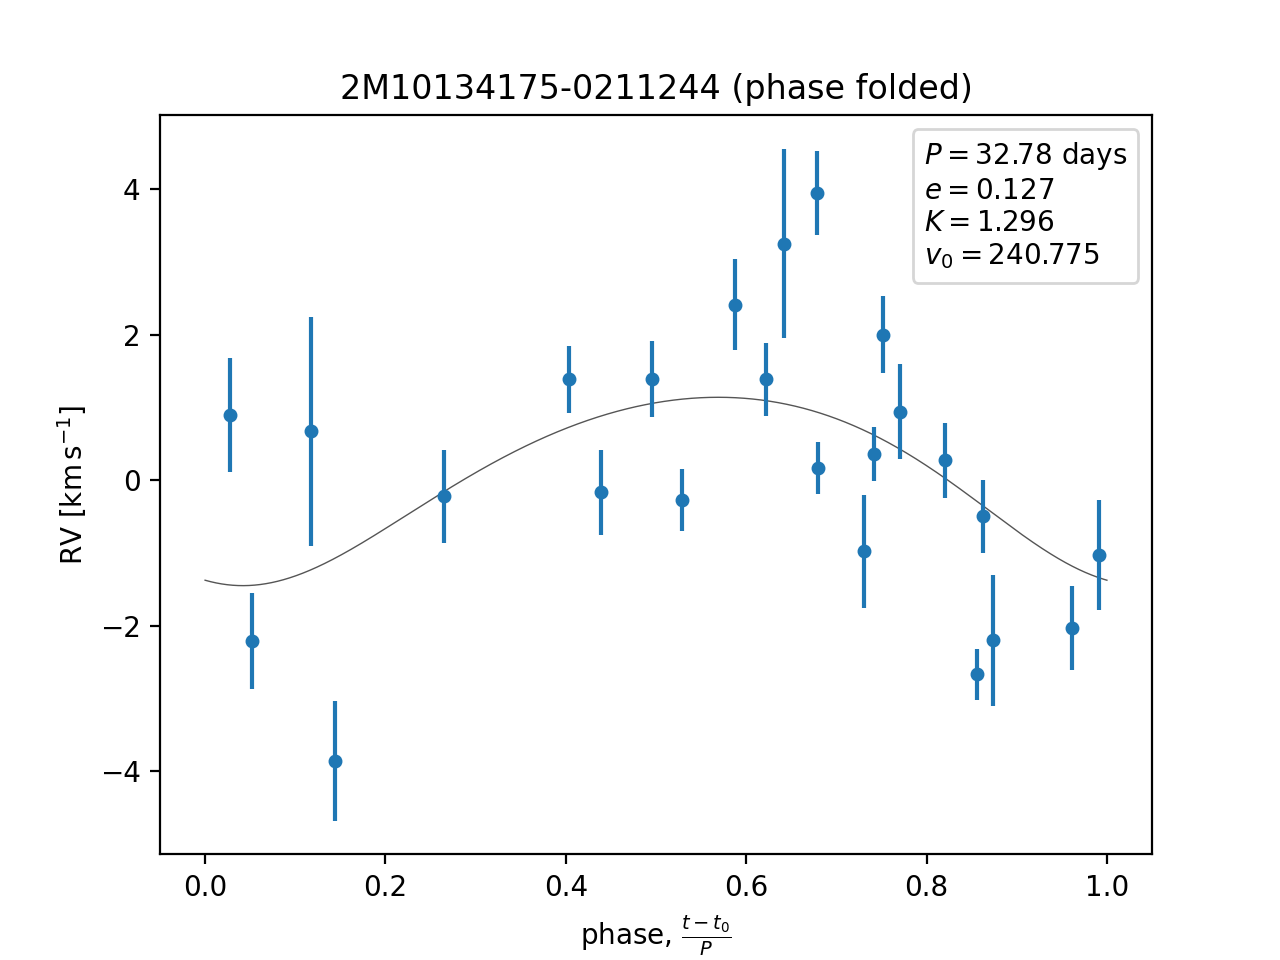 2M10134175-0211244 (phase folded)
P = 32.78 days
e = 0.127
K = 1.296
v₀ = 240.775
4
2
0
−2
−4
RV [km s⁻¹]
0.0 0.2 0.4 0.6 0.8 1.0
phase, (t − t₀)/P